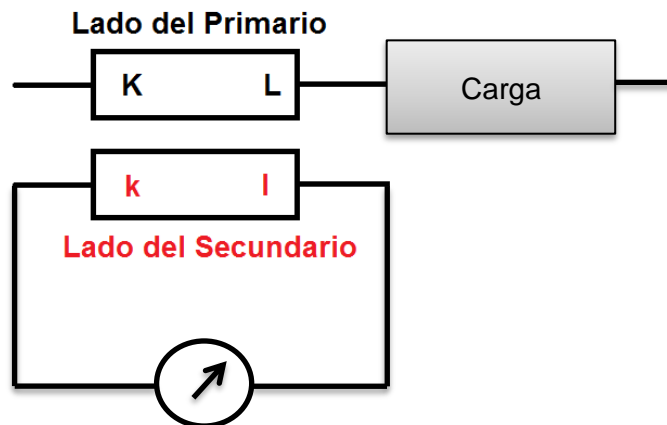 Lado del Primario
K L
Carga
k l
Lado del Secundario